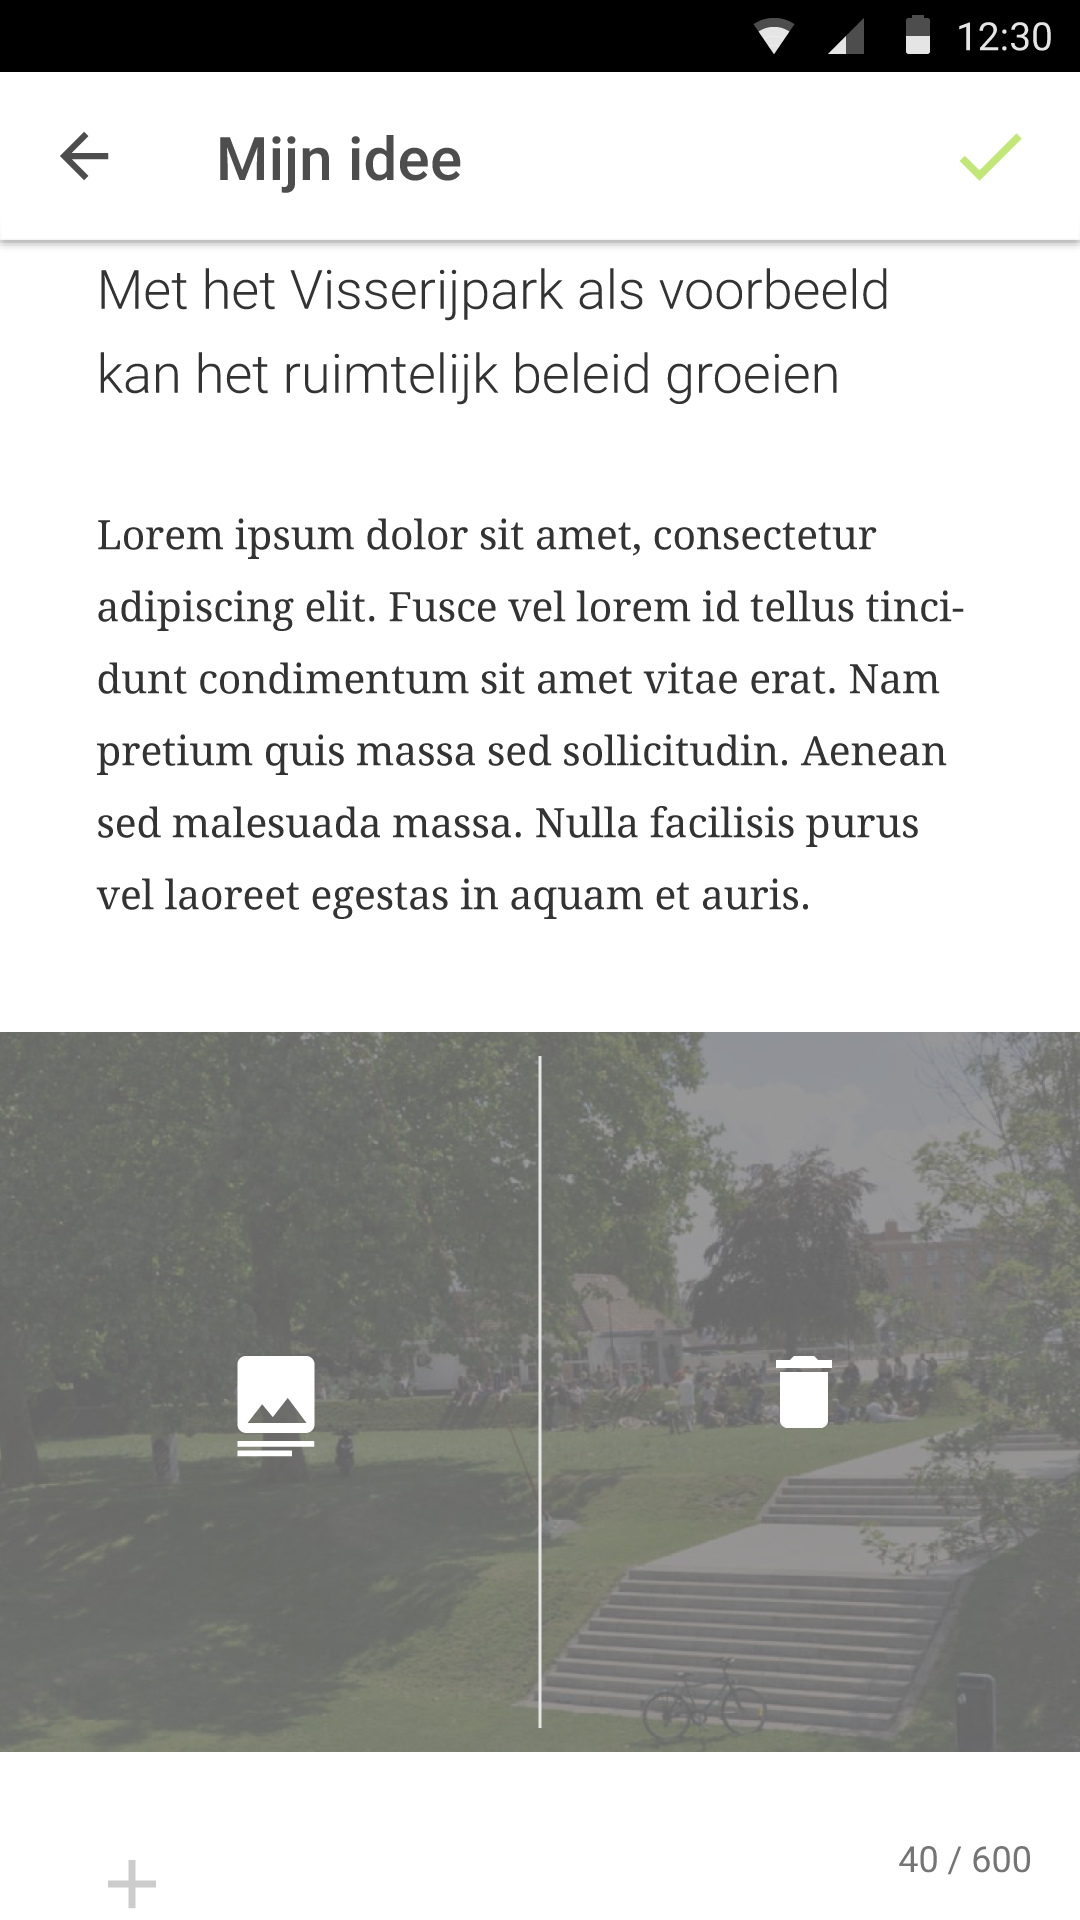 12:30
Mijn idee
Met het Visserijpark als voorbeeld
kan het ruimtelijk beleid groeien
Lorem ipsum dolor sit amet, consectetur
adipiscing elit. Fusce vel lorem id tellus tinci-
dunt condimentum sit amet vitae erat. Nam
pretium quis massa sed sollicitudin. Aenean
sed malesuada massa. Nulla facilisis purus
vel laoreet egestas in aquam et auris.
40 / 600